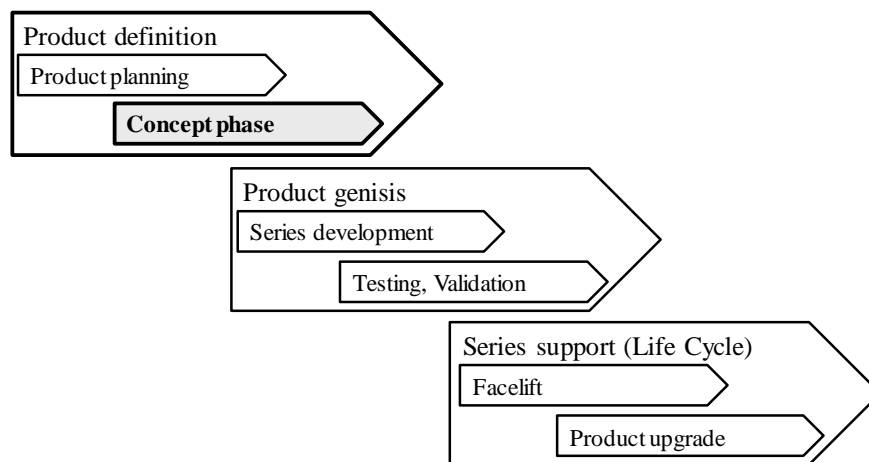 Product definition
Product planning
Concept phase
Product genisis
Series development
Testing, Validation
Series support (Life Cycle)
Facelift
Product upgrade